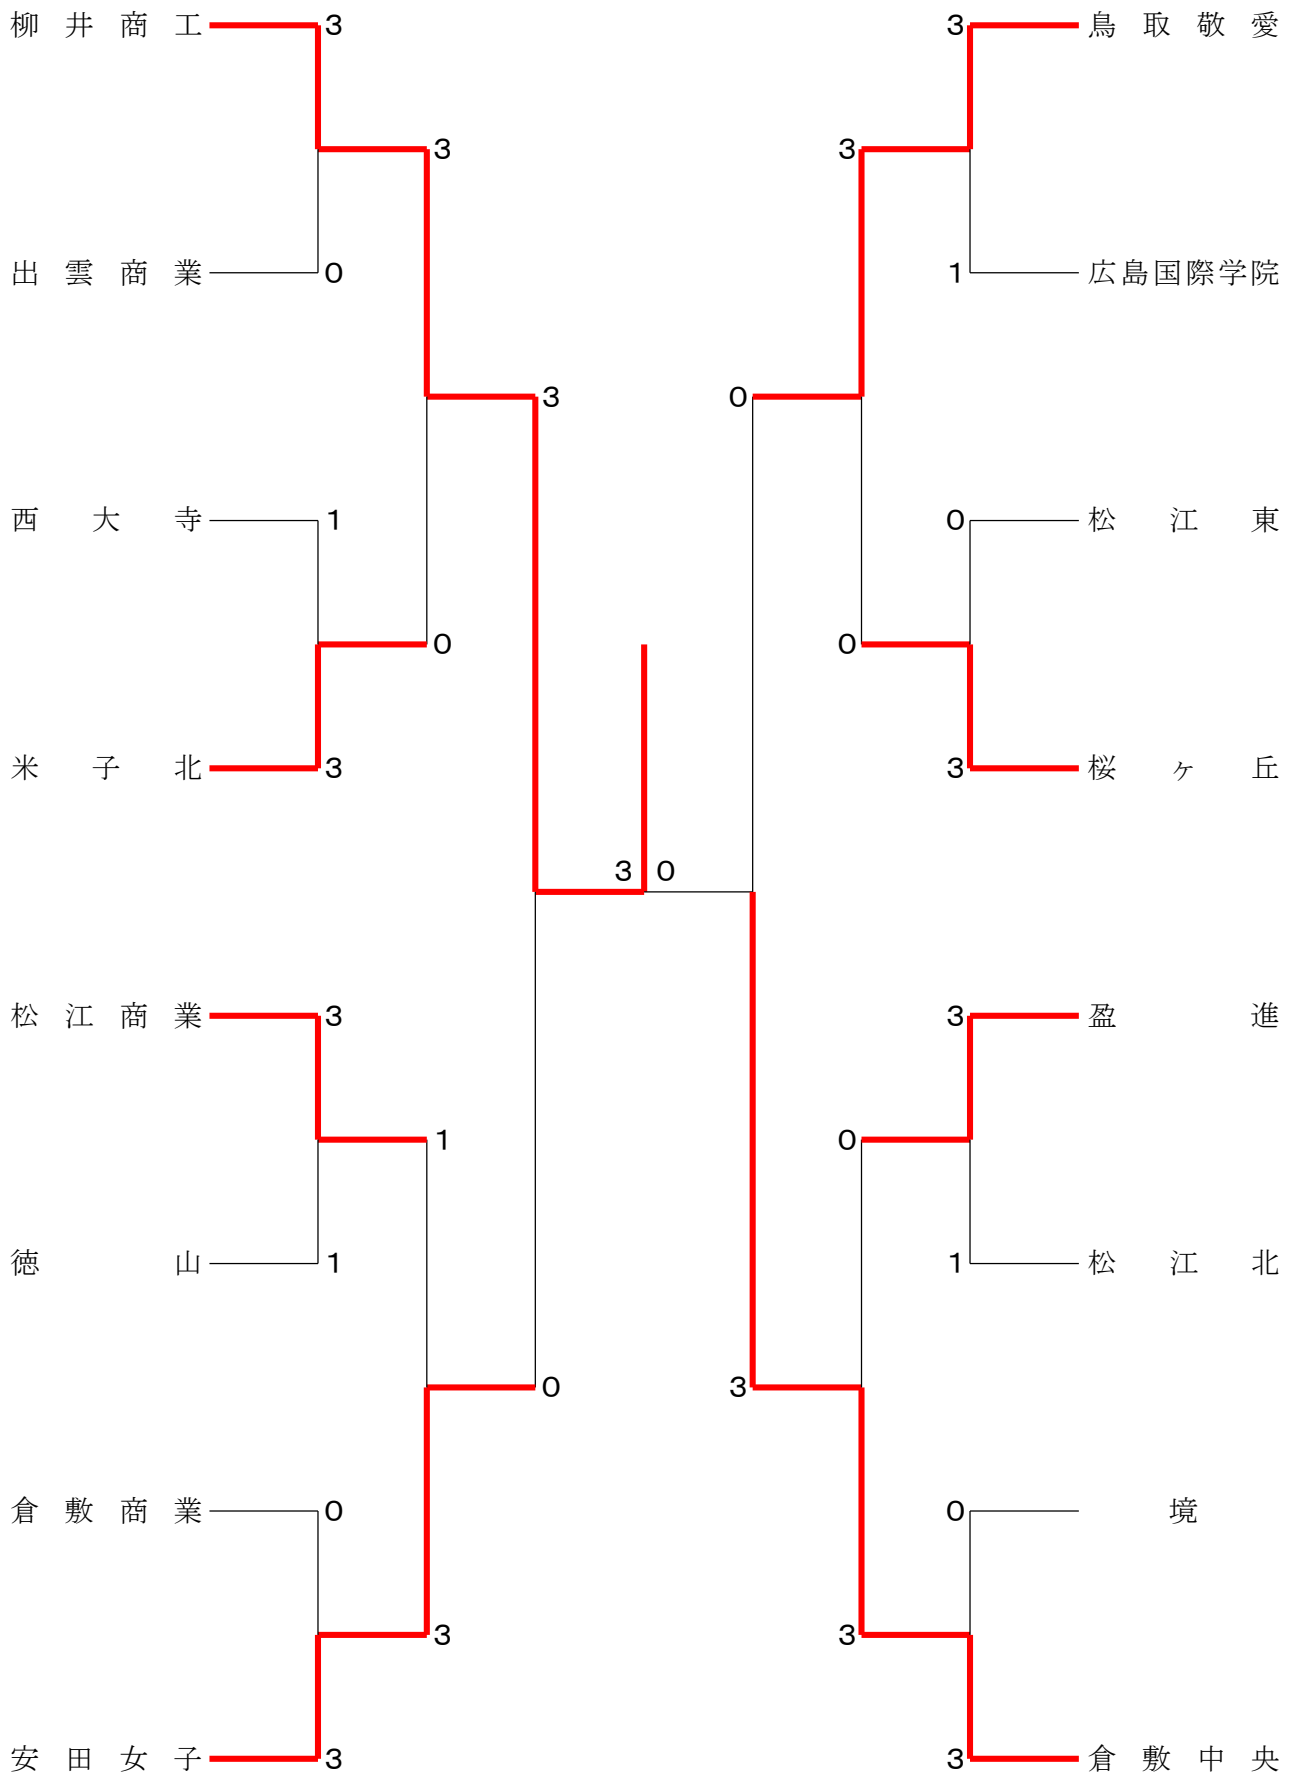 柳井商工 3 3 鳥取敬愛
3 3
出雲商業 0 1 広島国際学院
3 0
西大寺 1 0 松江東
0 0
米子北 3 3 桜ヶ丘
3 0
松江商業 3 3 盈進
1 0
徳山 1 1 松江北
0 3
倉敷商業 0 0 境
3 3
安田女子 3 3 倉敷中央